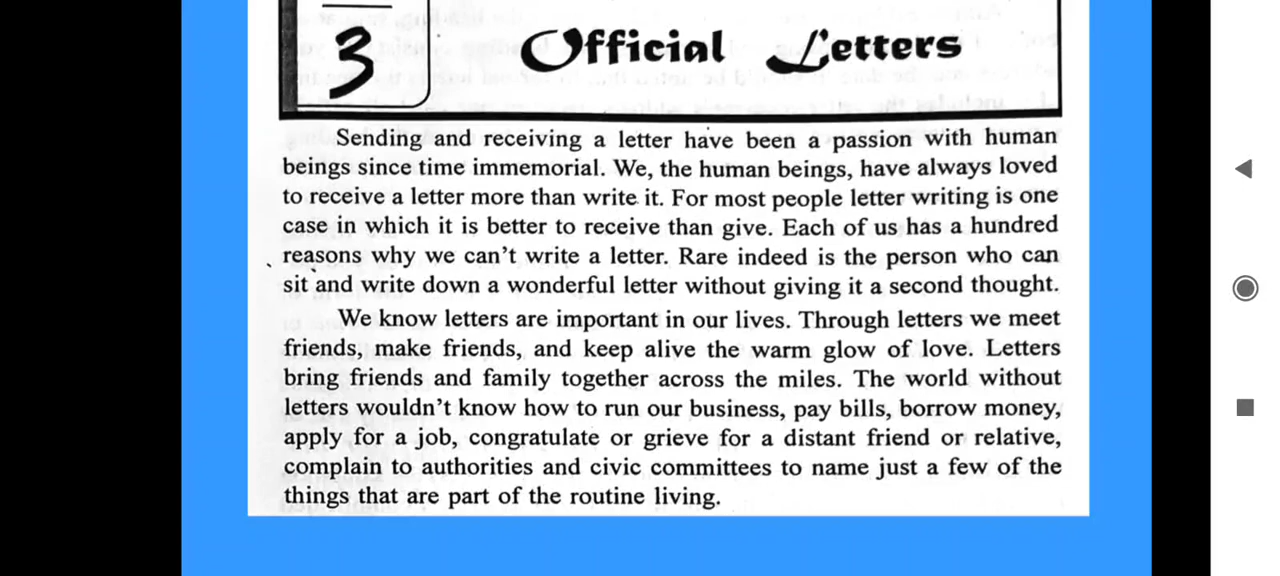 3
Official Letters
Sending and receiving a letter have been a passion with human
beings since time immemorial. We, the human beings, have always loved
to receive a letter more than write it. For most people letter writing is one
case in which it is better to receive than give. Each of us has a hundred
reasons why we can't write a letter. Rare indeed is the person who can
sit and write down a wonderful letter without giving it a second thought.
We know letters are important in our lives. Through letters we meet
friends, make friends, and keep alive the warm glow of love. Letters
bring friends and family together across the miles. The world without
letters wouldn't know how to run our business, pay bills, borrow money,
apply for a job, congratulate or grieve for a distant friend or relative,
complain to authorities and civic committees to name just a few of the
things that are part of the routine living.